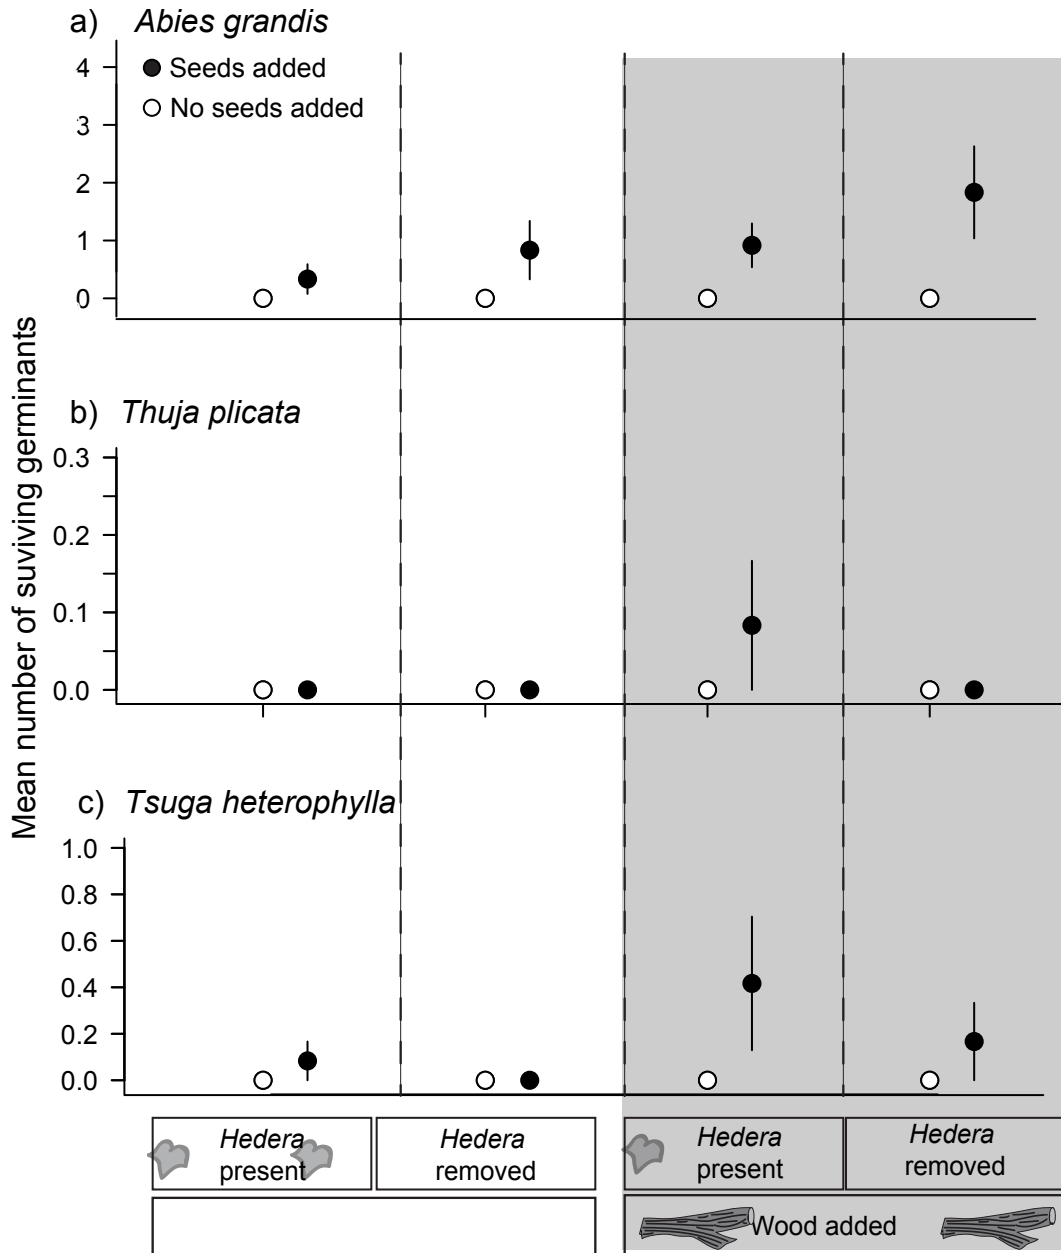 a) Abies grandis
Seeds added
No seeds added
4
3
2
1
0
Mean number of suviving germinants
b) Thuja plicata
0.3
0.2
0.1
0.0
c) Tsuga heterophylla
1.0
0.8
0.6
0.4
0.2
0.0
Hedera
present
Hedera
removed
Hedera
present
Hedera
removed
Wood added